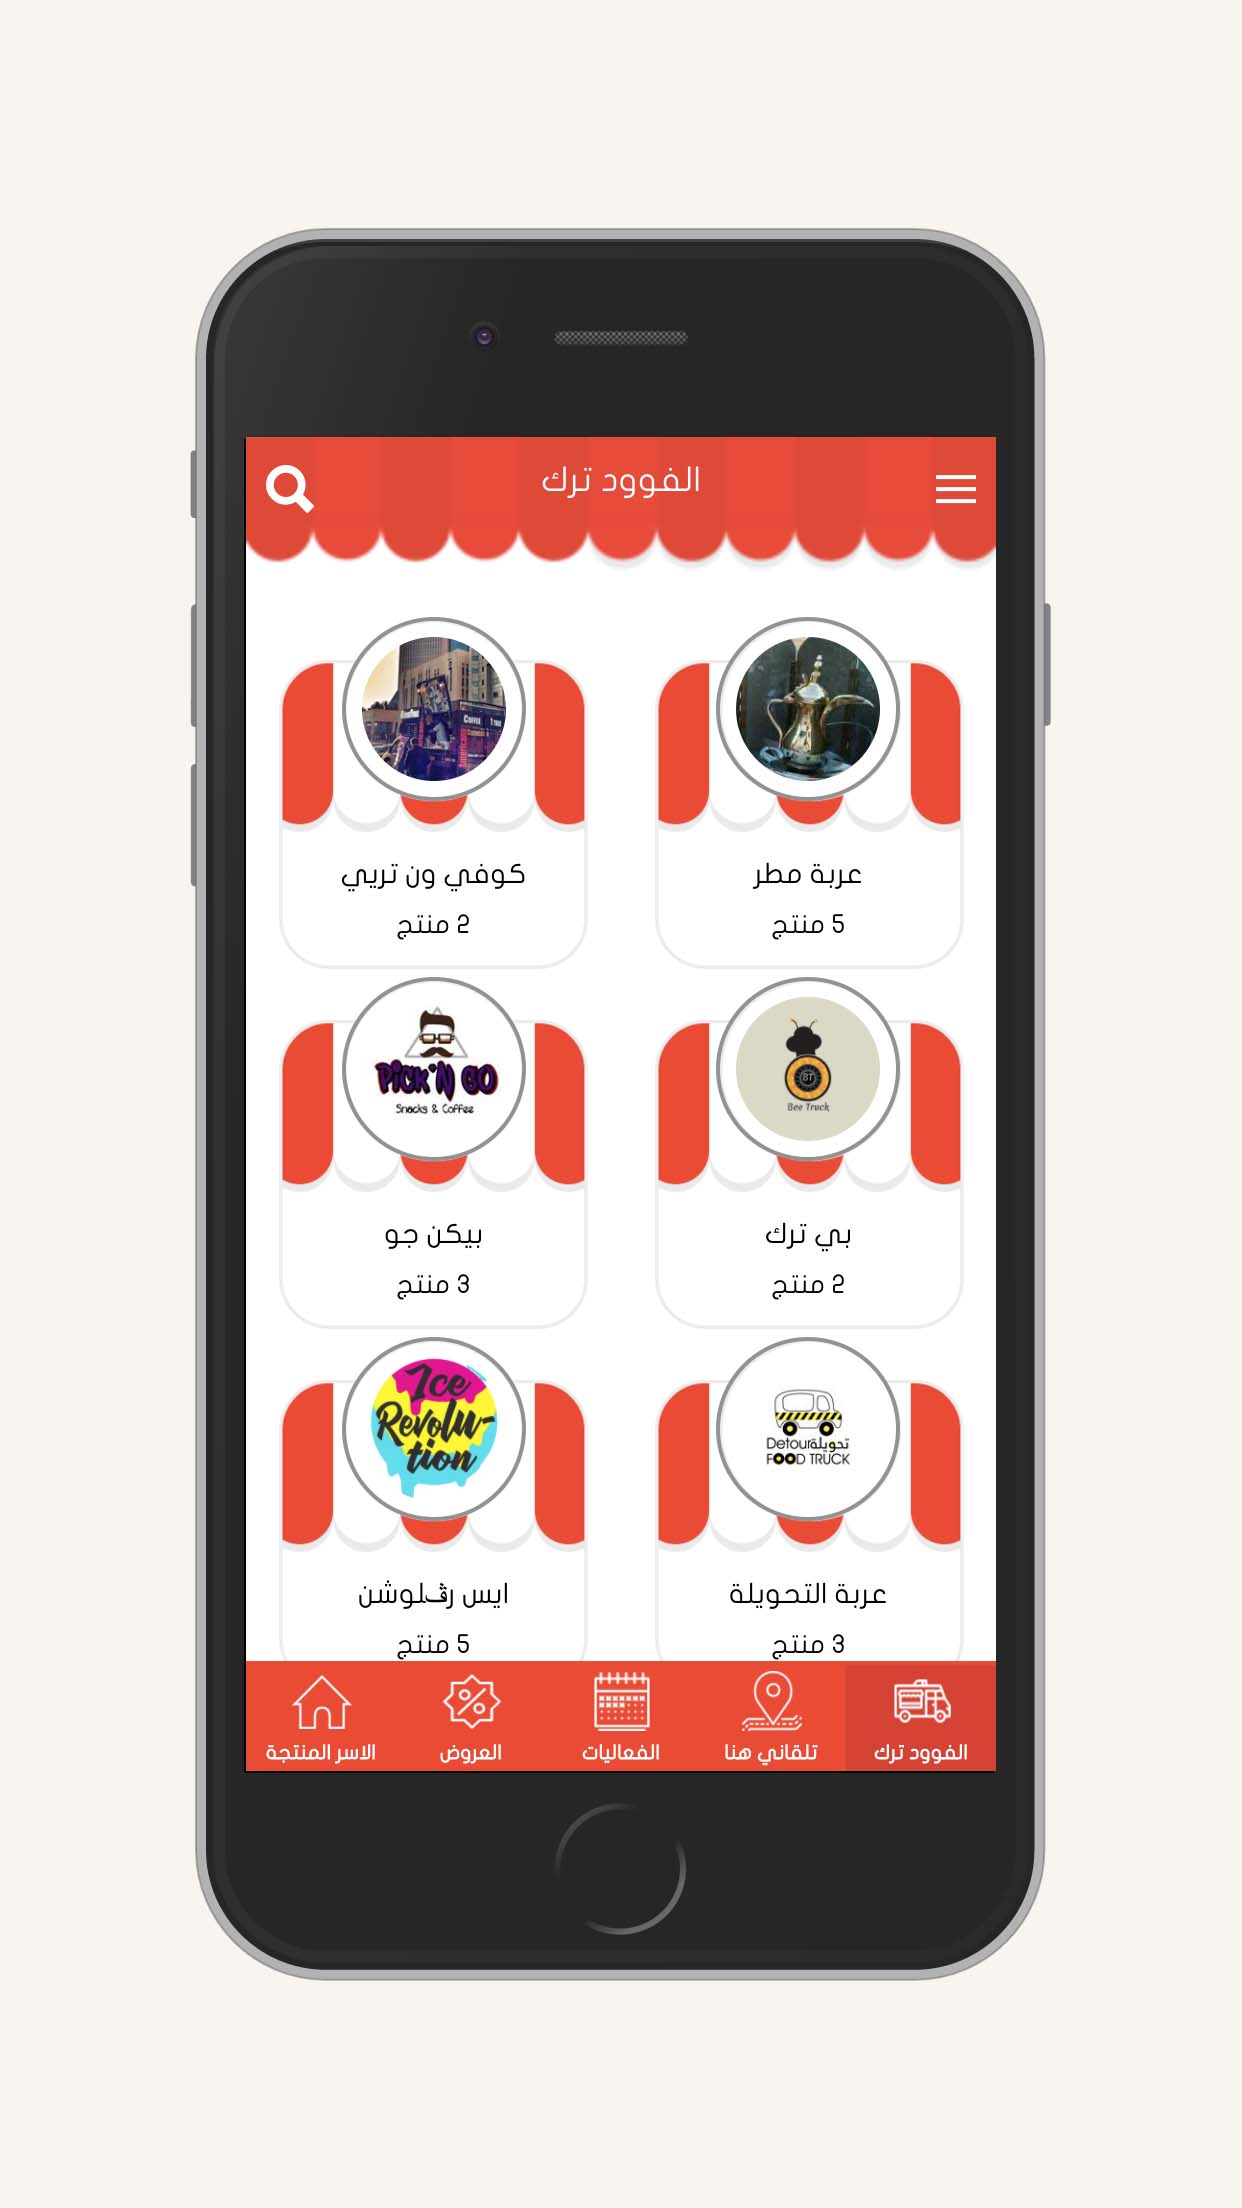 الفوود ترك
عربة مطر
5 منتج
كوفي ون تريي
2 منتج
Bee Truck
بي ترك
2 منتج
PiCK'N GO
Snacks & Coffee
بيكن جو
3 منتج
Detour تحويلة
FOOD TRUCK
عربة التحويلة
3 منتج
Ice
Revolu-
tion
ايس رڤلوشن
5 منتج
الفوود ترك
تلقاني هنا
الفعاليات
العروض
الاسر المنتجة